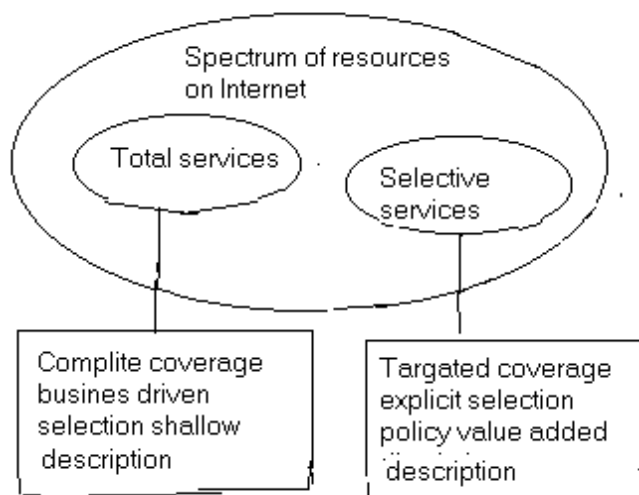 Spectrum of resources
on Internet
Total services
Selective
services
Complite coverage
busines driven
selection shallow
description
Targated coverage
explicit selection
policy value added
description